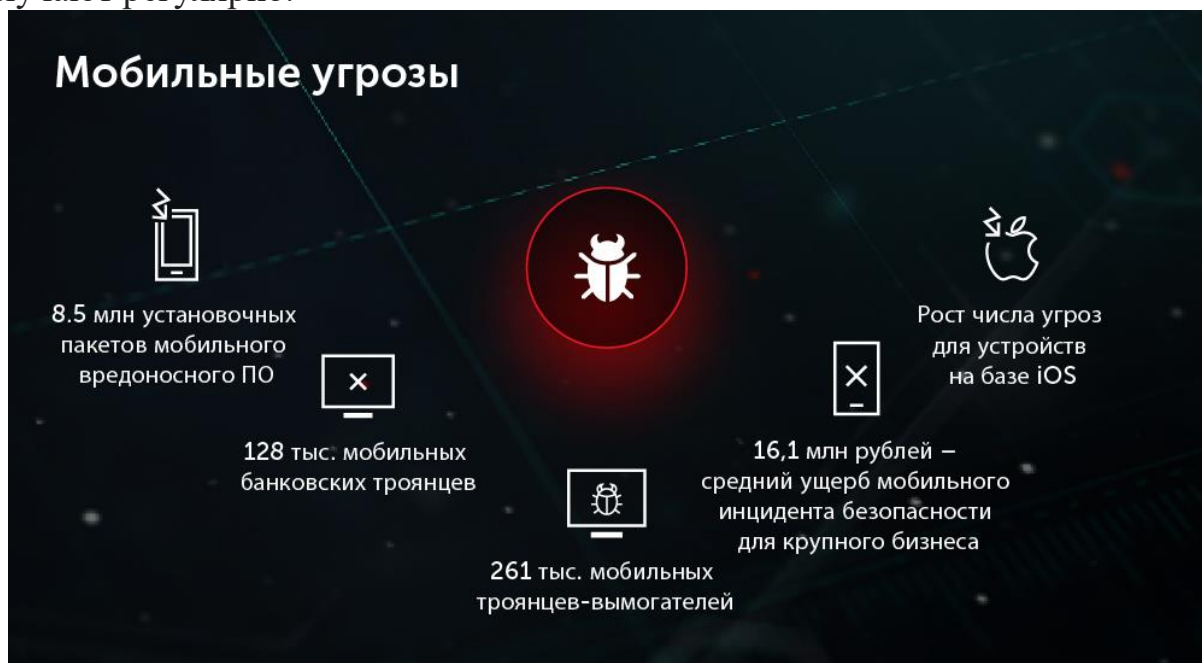 регулярно.
Мобильные угрозы
8.5 млн установочных
пакетов мобильного
вредоносного ПО
128 тыс. мобильных
банковских троянцев
261 тыс. мобильных
троянцев-вымогателей
16,1 млн рублей –
средний ущерб мобильного
инцидента безопасности
для крупного бизнеса
Рост числа угроз
для устройств
на базе iOS